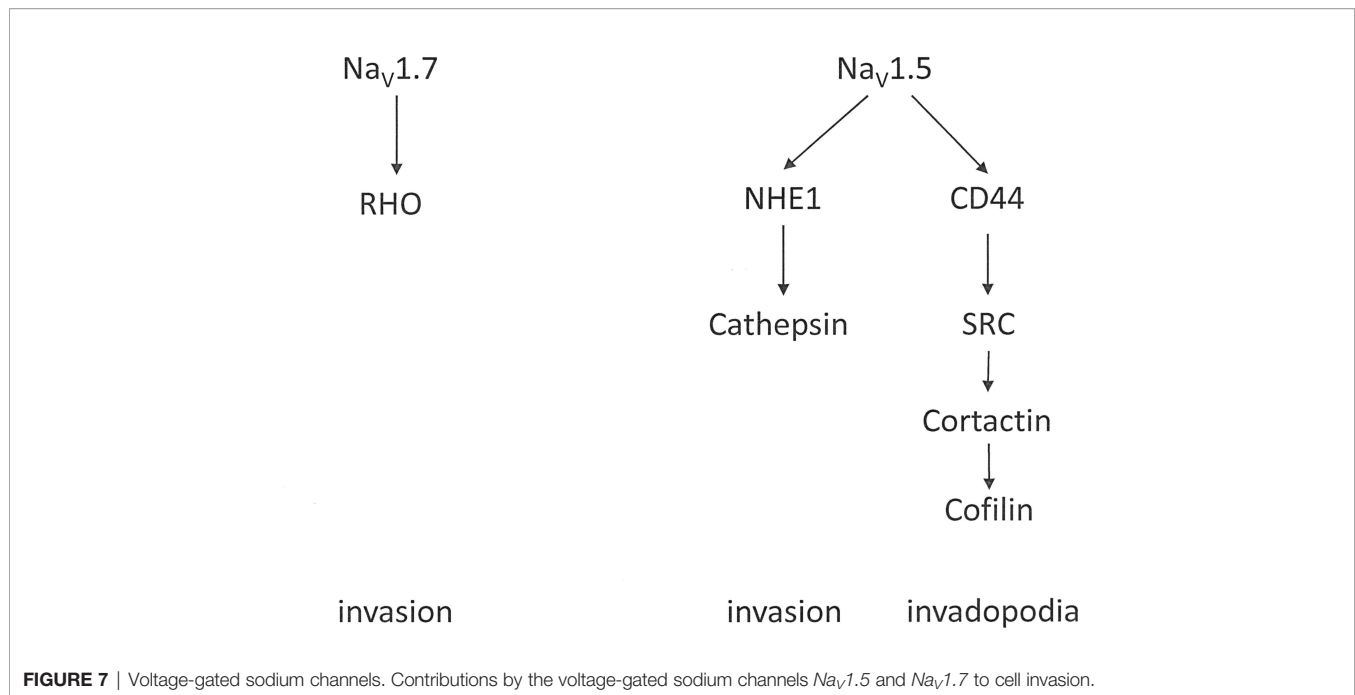 Nav1.7 Nav1.5
RHO NHE1 CD44
Cathepsin SRC
Cortactin
Cofilin
invasion invasion invadopodia
FIGURE 7 | Voltage-gated sodium channels. Contributions by the voltage-gated sodium channels NaV1.5 and NaV1.7 to cell invasion.